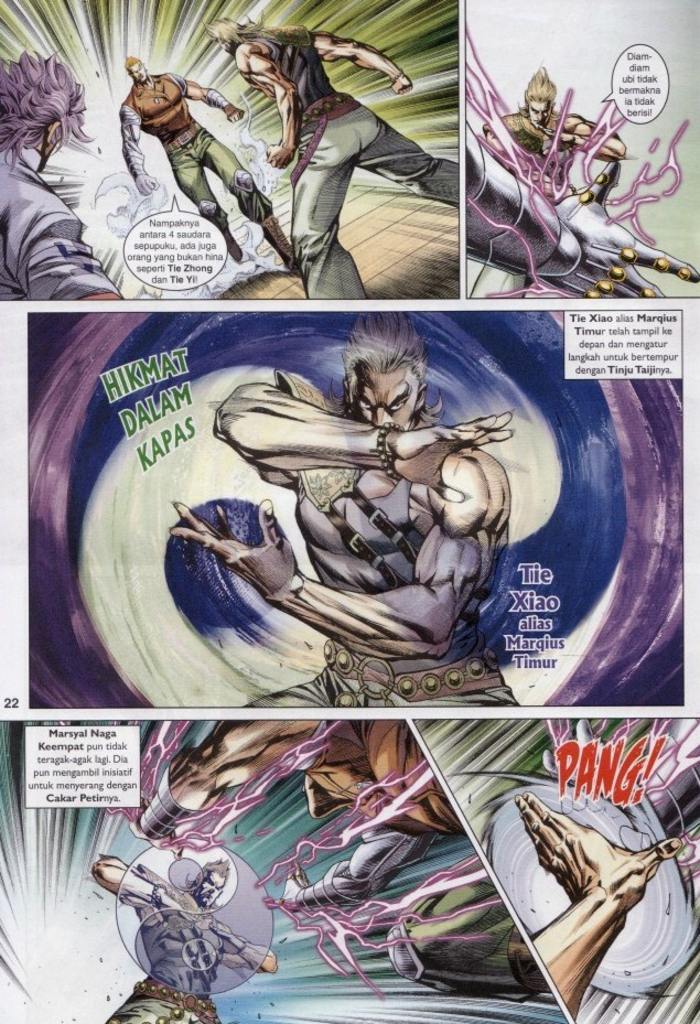 Nampaknya
antara 4 saudara
sepupuku, ada juga
orang yang bukan hina
seperti Tie Zhong
dan Tie Yi!
Diam-
diam
ubi tidak
bermakna
ia tidak
berisi!
Tie Xiao alias Marqius
Timur telah tampil ke
depan dan mengatur
langkah untuk bertempur
dengan Tinju Taijinya.
HIKMAT
DALAM
KAPAS
Tie
Xiao
alias
Marqius
Timur
22
Marsyal Naga
Keempat pun tidak
teragak-agak lagi. Dia
pun mengambil inisiatif
untuk menyerang dengan
Cakar Petirnya.
PANG!